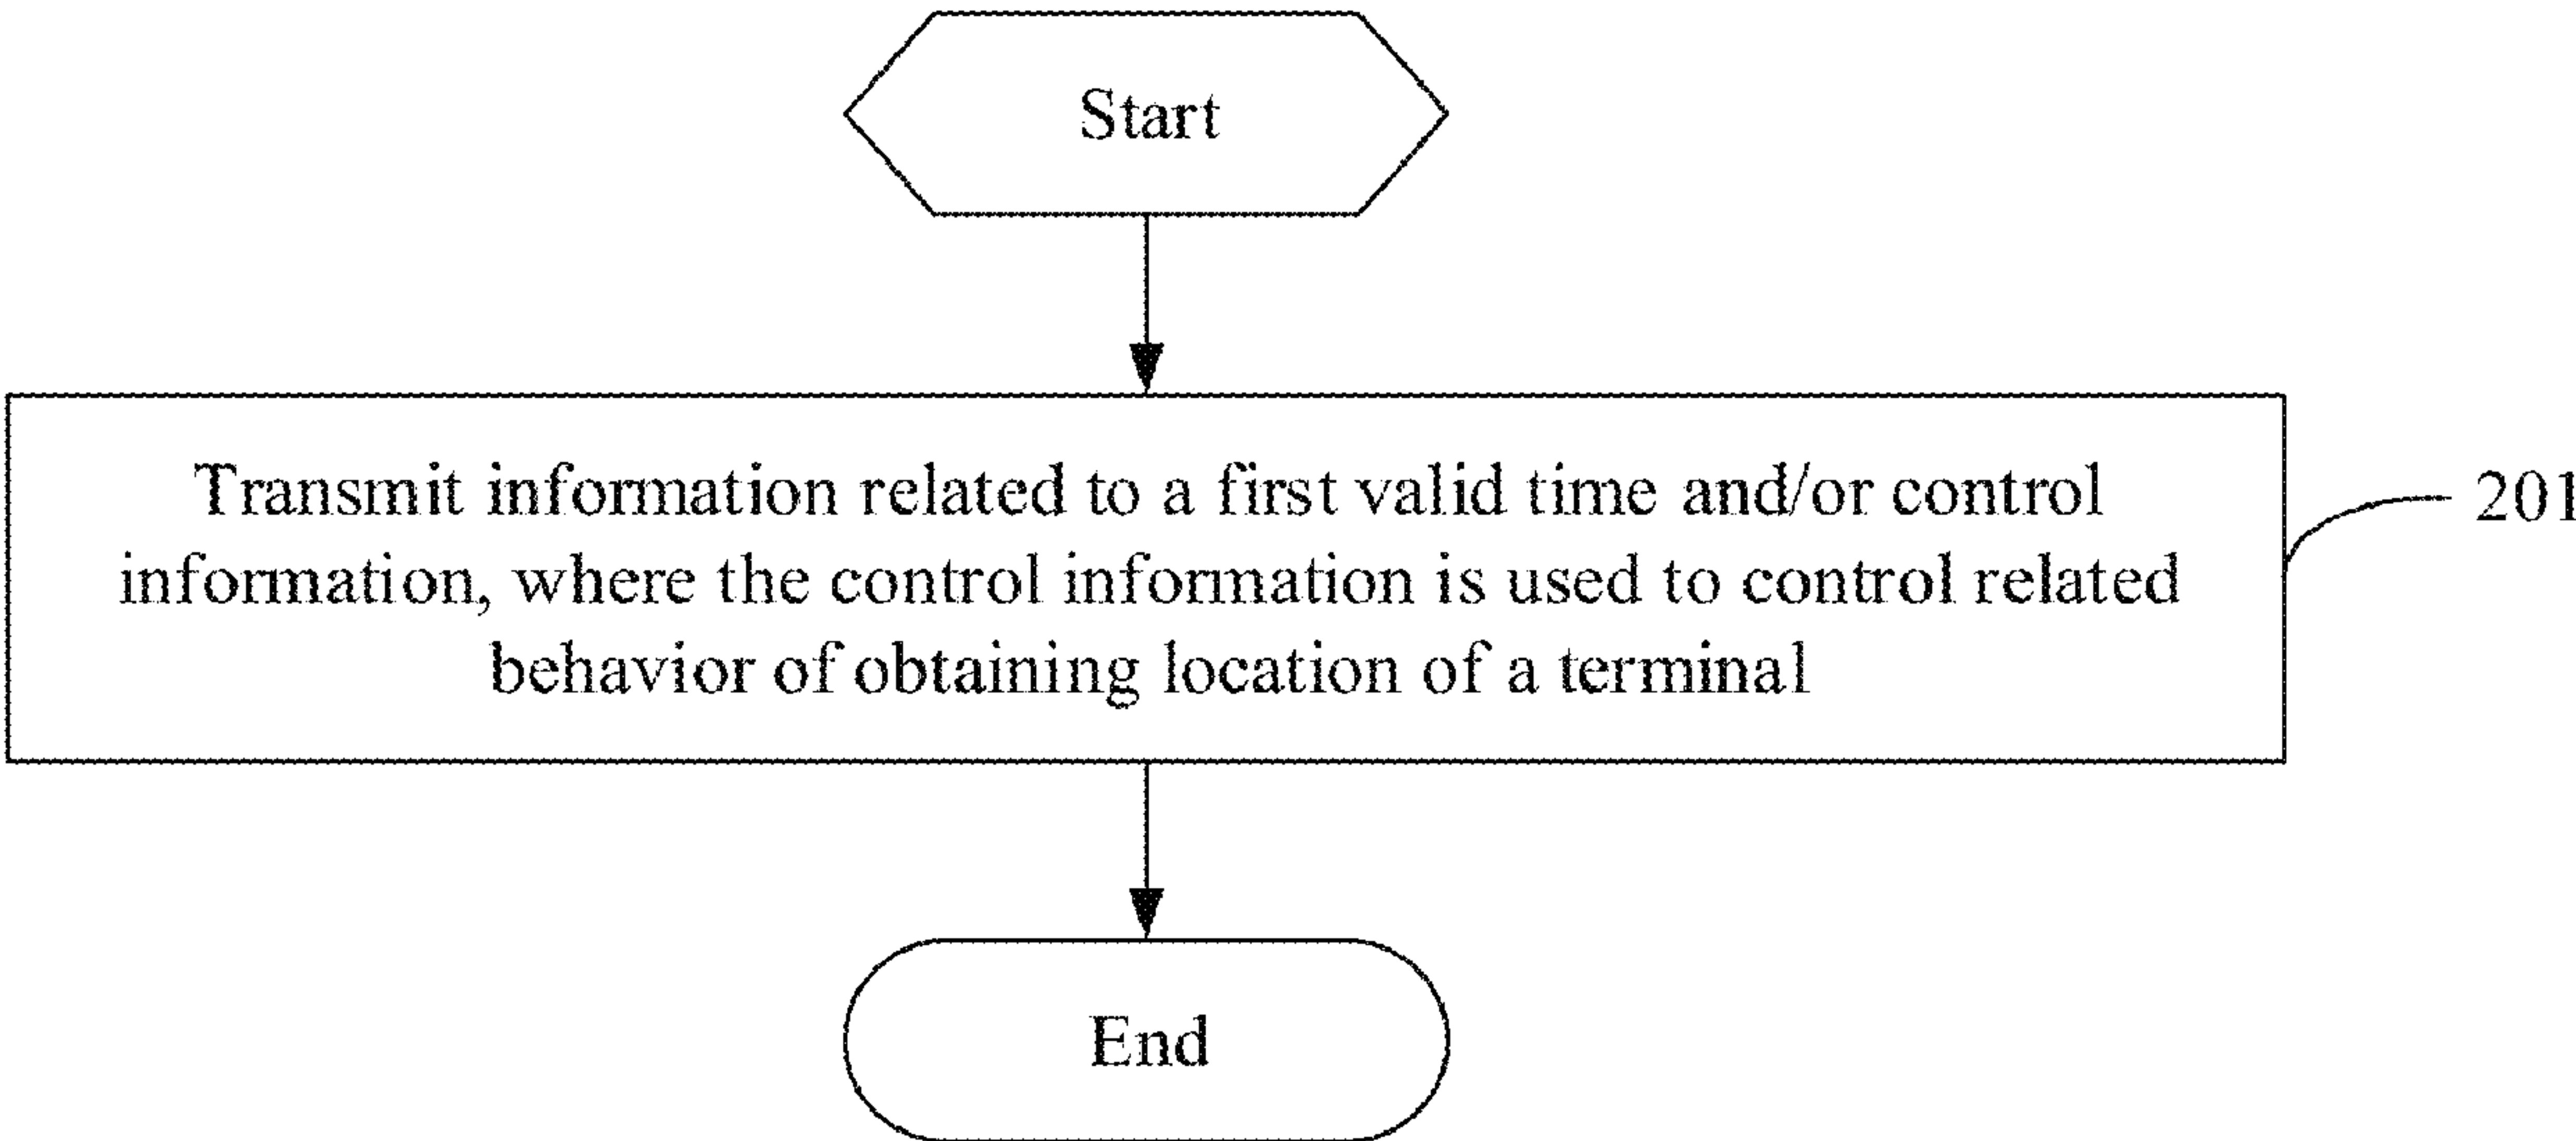 Start
Transmit information related to a first valid time and/or control
information, where the control information is used to control related
behavior of obtaining location of a terminal
201
End